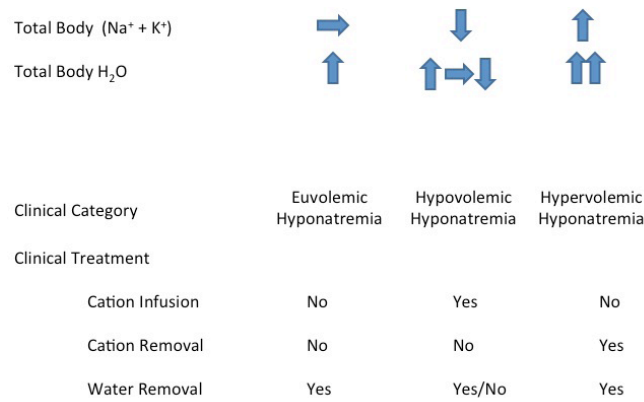 Total Body (Na⁺ + K⁺)
Total Body H₂O
Clinical Category Euvolemic Hyponatremia Hypovolemic Hyponatremia Hypervolemic Hyponatremia
Clinical Treatment
Cation Infusion No Yes No
Cation Removal No No Yes
Water Removal Yes Yes/No Yes